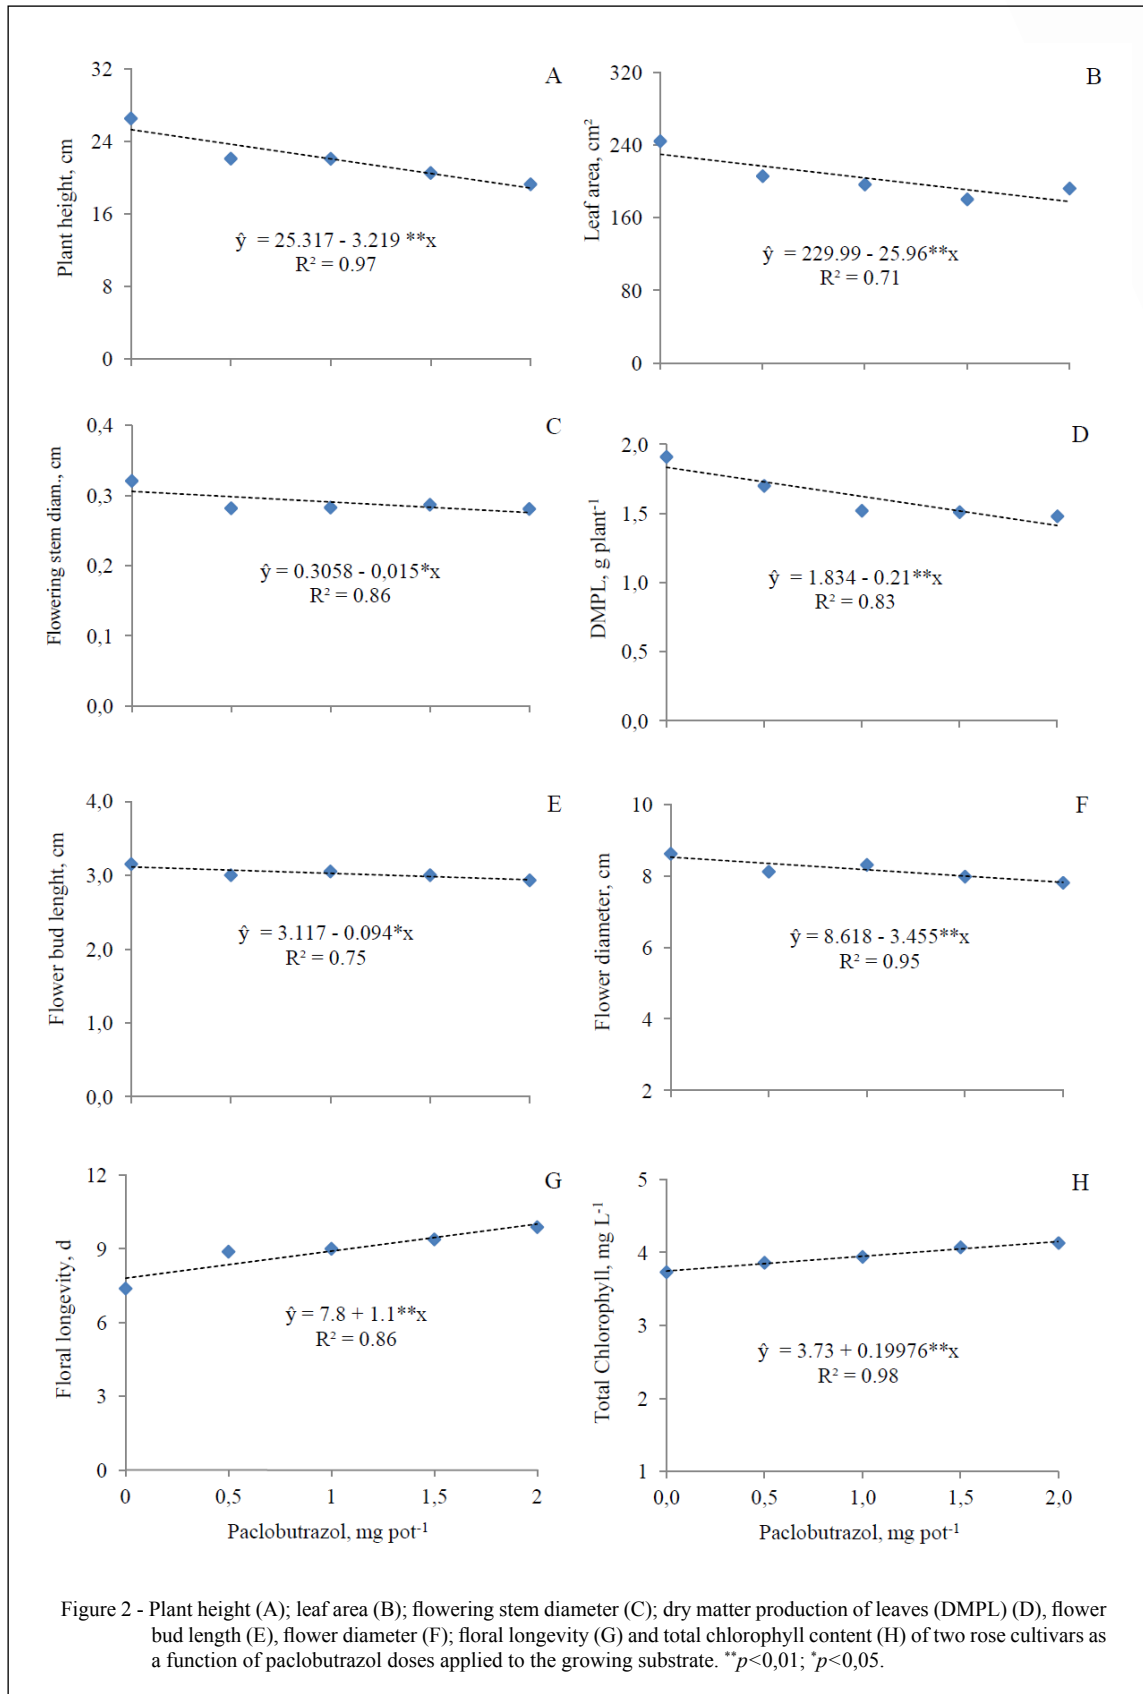 A
32
24
16
8
0
Plant height, cm
ŷ = 25.317 - 3.219 **x
R² = 0.97
B
320
240
160
80
0
Leaf area, cm²
ŷ = 229.99 - 25.96**x
R² = 0.71
C
0,4
0,3
0,2
0,1
0,0
Flowering stem diam., cm
ŷ = 0.3058 - 0,015*x
R² = 0.86
D
2,0
1,5
1,0
0,5
0,0
DMPL, g plant⁻¹
ŷ = 1.834 - 0.21**x
R² = 0.83
E
4,0
3,0
2,0
1,0
0,0
Flower bud lenght, cm
ŷ = 3.117 - 0.094*x
R² = 0.75
F
10
8
6
4
2
Flower diameter, cm
ŷ = 8.618 - 3.455**x
R² = 0.95
G
12
9
6
3
0
Floral longevity, d
ŷ = 7.8 + 1.1**x
R² = 0.86
0 0,5 1 1,5 2
Paclobutrazol, mg pot⁻¹
H
5
4
3
2
1
Total Chlorophyll, mg L⁻¹
ŷ = 3.73 + 0.19976**x
R² = 0.98
0,0 0,5 1,0 1,5 2,0
Paclobutrazol, mg pot⁻¹
Figure 2 - Plant height (A); leaf area (B); flowering stem diameter (C); dry matter production of leaves (DMPL) (D), flower
bud length (E), flower diameter (F); floral longevity (G) and total chlorophyll content (H) of two rose cultivars as
a function of paclobutrazol doses applied to the growing substrate. **p<0,01; *p<0,05.